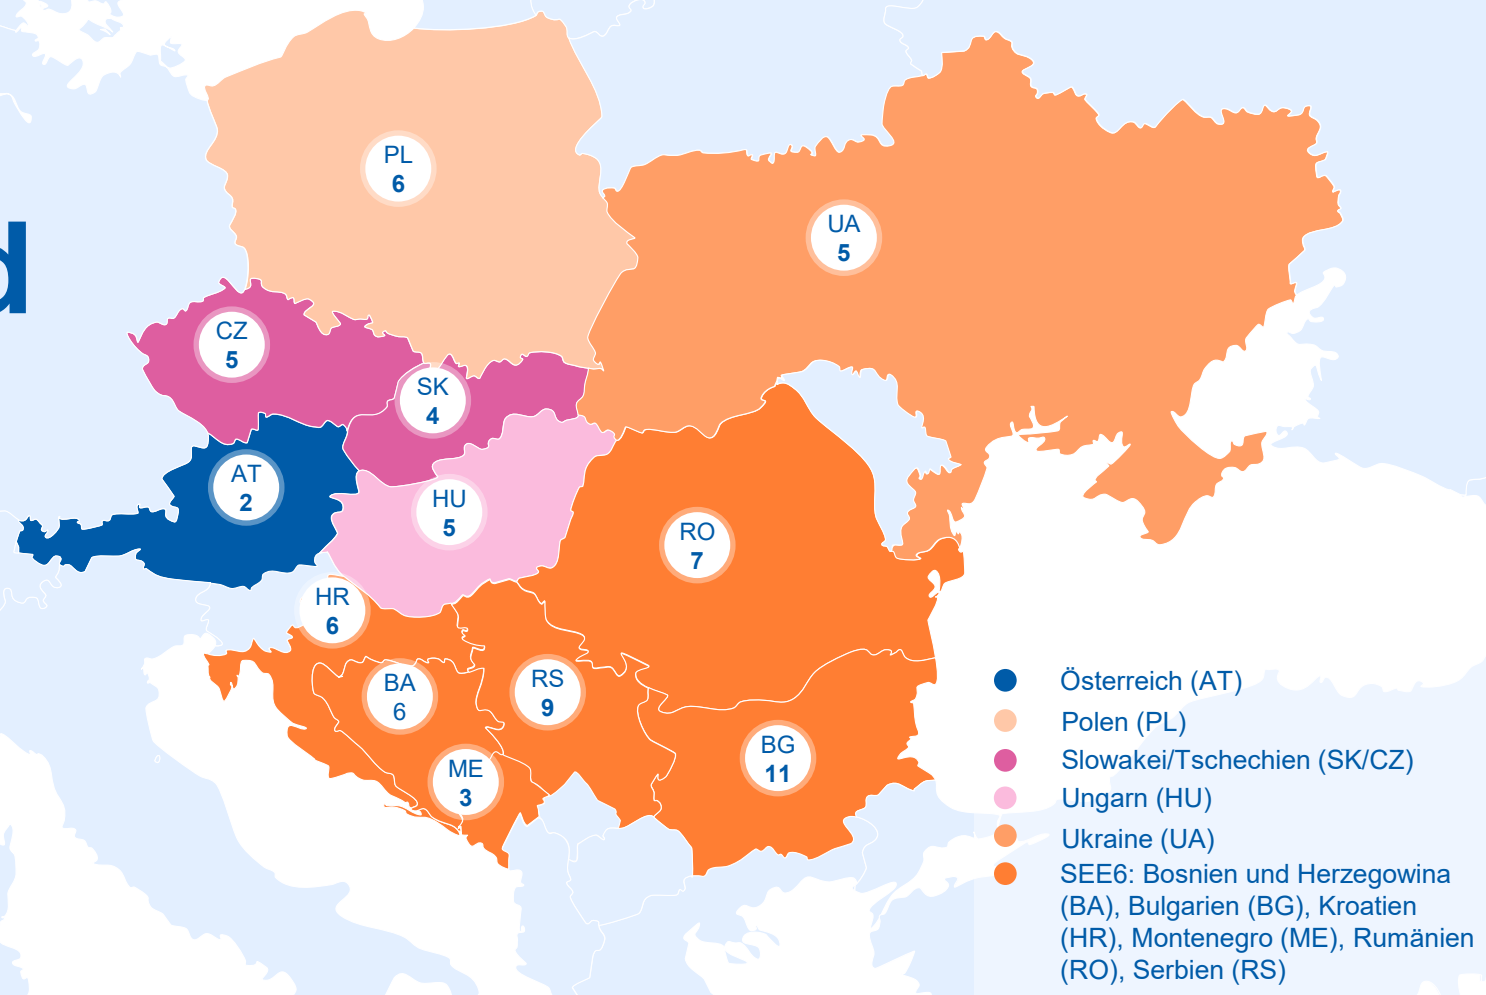 PL
6
UA
5
d
CZ
5
SK
4
AT
2
HU
5
RO
7
HR
6
BA
6
RS
9
BG
11
ME
3
Österreich (AT)
Polen (PL)
Slowakei/Tschechien (SK/CZ)
Ungarn (HU)
Ukraine (UA)
SEE6: Bosnien und Herzegowina
(BA), Bulgarien (BG), Kroatien
(HR), Montenegro (ME), Rumänien
(RO), Serbien (RS)